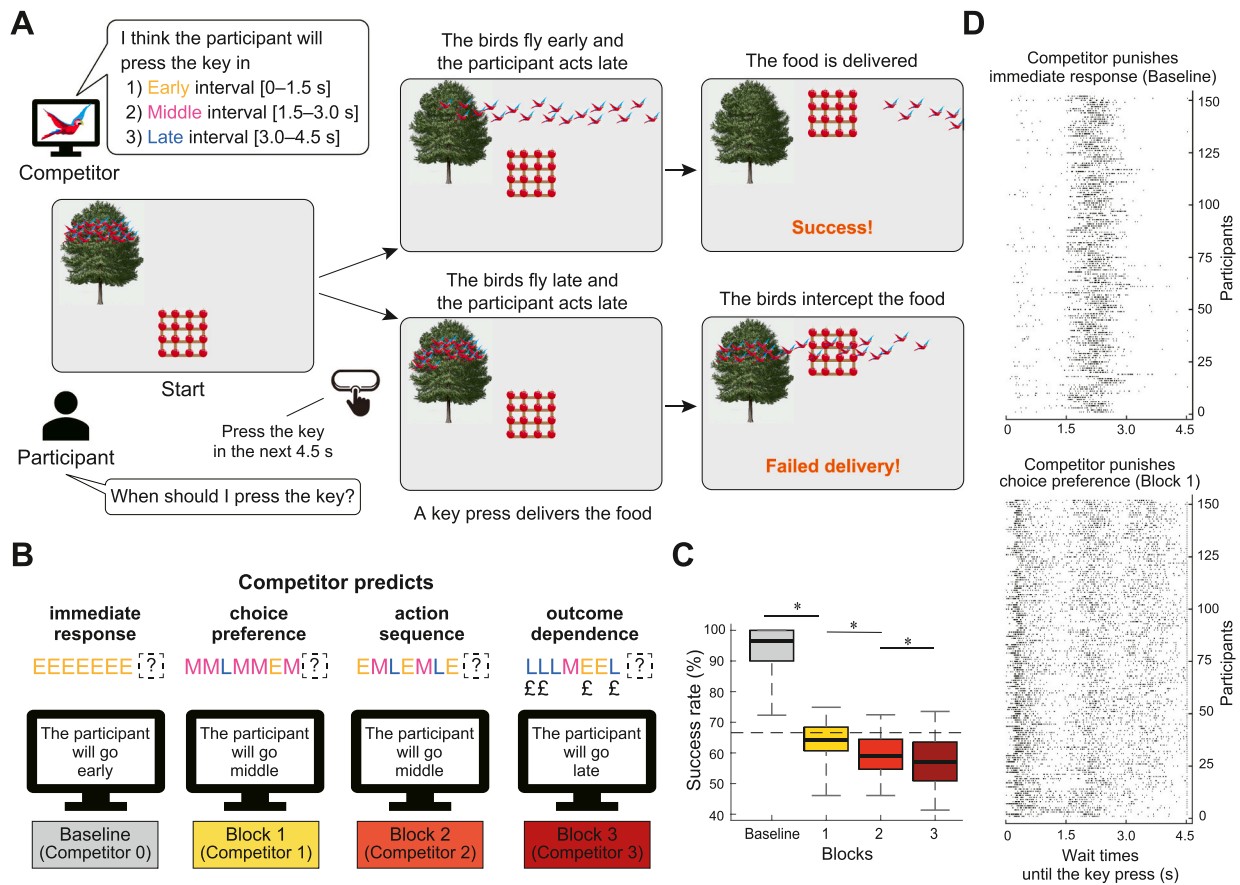 A
I think the participant will
press the key in
1) Early interval [0–1.5 s]
2) Middle interval [1.5–3.0 s]
3) Late interval [3.0–4.5 s]
Competitor
Start
Participant
When should I press the key?
Press the key
in the next 4.5 s
The birds fly early and
the participant acts late
The food is delivered
Success!
The birds fly late and
the participant acts late
The birds intercept the food
Failed delivery!
A key press delivers the food
B
Competitor predicts
immediate
response
EEEEEEE ?
The participant
will go
early
Baseline
(Competitor 0)
choice
preference
MMLMMEM ?
The participant
will go
middle
Block 1
(Competitor 1)
action
sequence
EMLEMLE ?
The participant
will go
middle
Block 2
(Competitor 2)
outcome
dependence
LLLMEEL ?
££ £ £
The participant
will go
late
Block 3
(Competitor 3)
C
Success rate (%)
100
90
80
70
60
50
40
* * *
Baseline 1 2 3
Blocks
D
Competitor punishes
immediate response (Baseline)
150
125
100
75
50
25
0
Participants
0 1.5 3.0 4.5
Competitor punishes
choice preference (Block 1)
150
125
100
75
50
25
0
Participants
0 1.5 3.0 4.5
Wait times
until the key press (s)